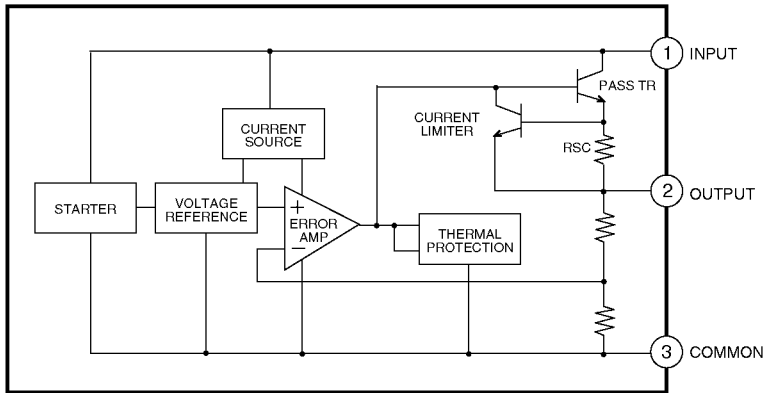 1 INPUT
PASS TR
CURRENT
LIMITER
CURRENT
SOURCE
RSC
2 OUTPUT
STARTER
VOLTAGE
REFERENCE
+
ERROR
AMP
−
THERMAL
PROTECTION
3 COMMON